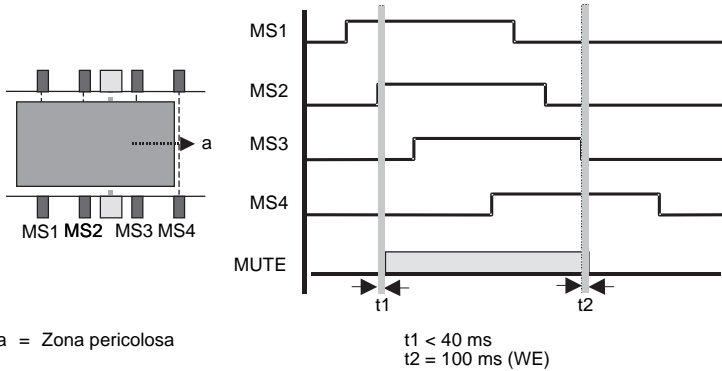 MS1
MS2
MS3
MS4
MUTE
a
MS1 MS2 MS3 MS4
t1
t2
a = Zona pericolosa
t1 < 40 ms
t2 = 100 ms (WE)